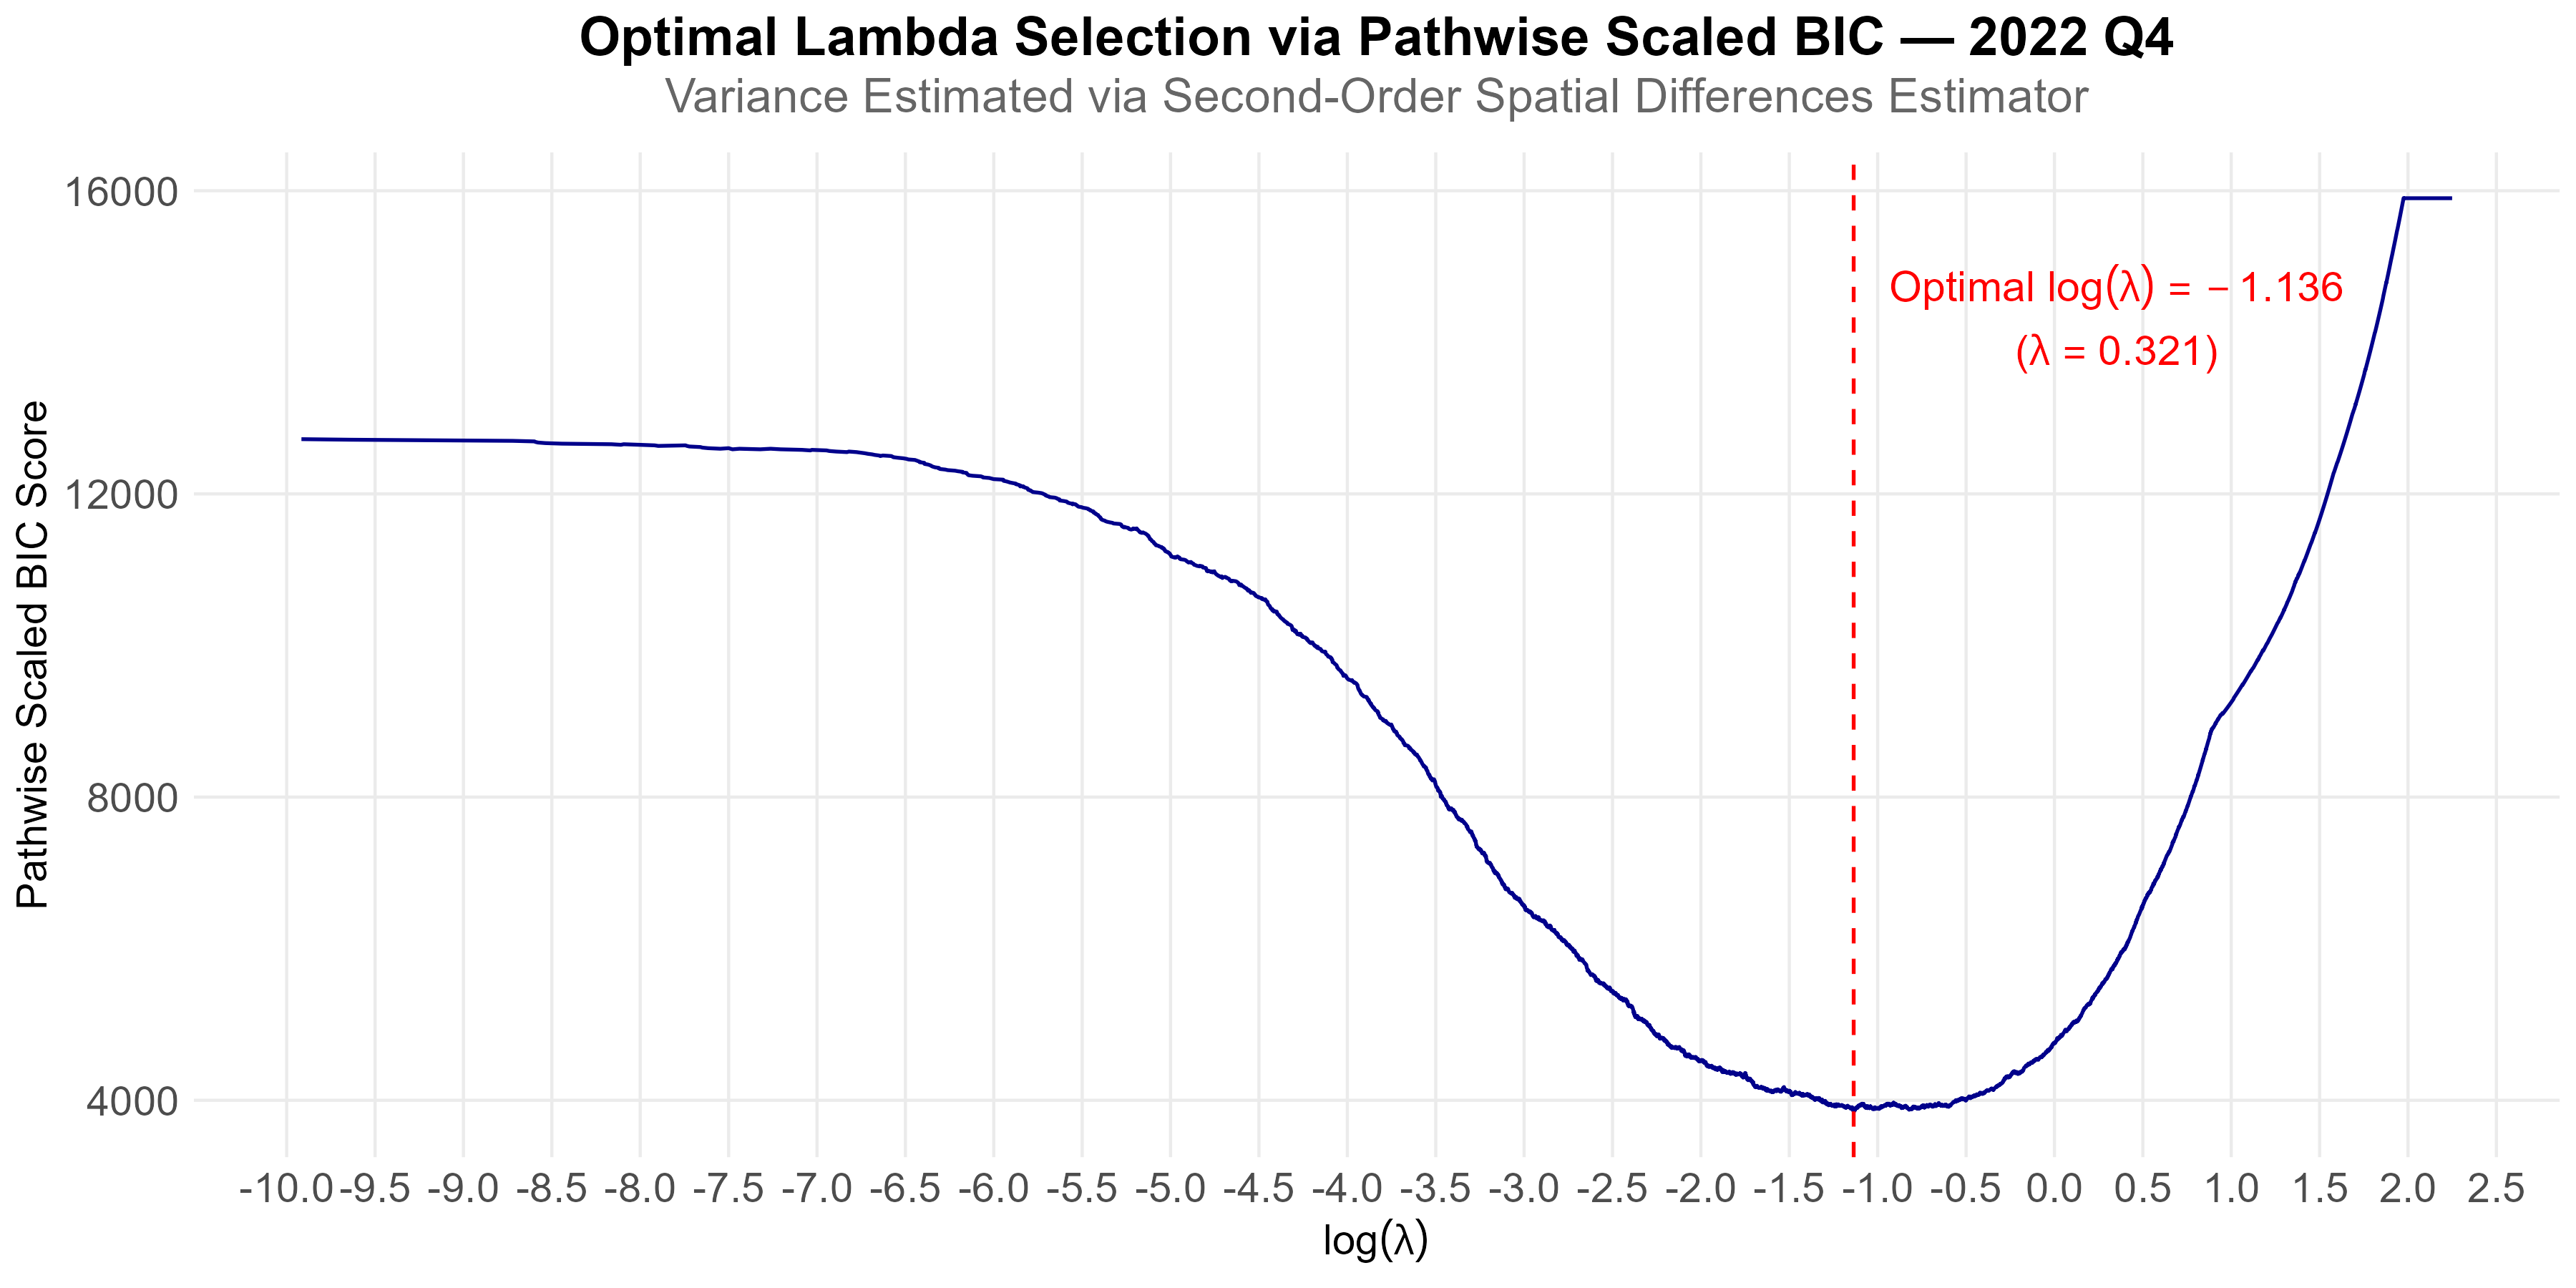 Optimal Lambda Selection via Pathwise Scaled BIC — 2022 Q4
Variance Estimated via Second-Order Spatial Differences Estimator
Pathwise Scaled BIC Score
16000
12000
8000
4000
Optimal log(λ) = − 1.136
(λ = 0.321)
-10.0 -9.5 -9.0 -8.5 -8.0 -7.5 -7.0 -6.5 -6.0 -5.5 -5.0 -4.5 -4.0 -3.5 -3.0 -2.5 -2.0 -1.5 -1.0 -0.5 0.0 0.5 1.0 1.5 2.0 2.5
log(λ)